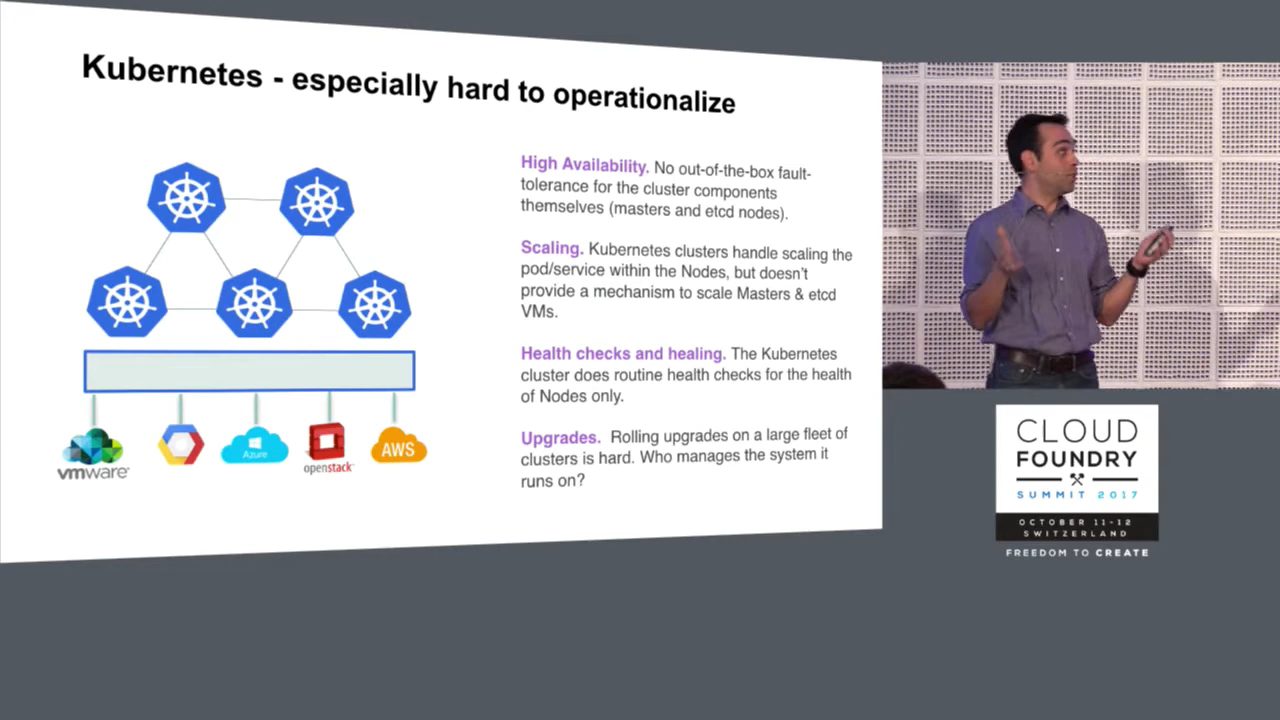 Kubernetes - especially hard to operationalize
High Availability. No out-of-the-box fault-
tolerance for the cluster components
themselves (masters and etcd nodes).
Scaling. Kubernetes clusters handle scaling the
pod/service within the Nodes, but doesn't
provide a mechanism to scale Masters & etcd
VMs.
Health checks and healing. The Kubernetes
cluster does routine health checks for the health
of Nodes only.
Upgrades. Rolling upgrades on a large fleet of
clusters is hard. Who manages the system it
runs on?
vmware
Azure
openstack
AWS
CLOUD
FOUNDRY
SUMMIT 2017
OCTOBER 11-12
SWITZERLAND
FREEDOM TO CREATE